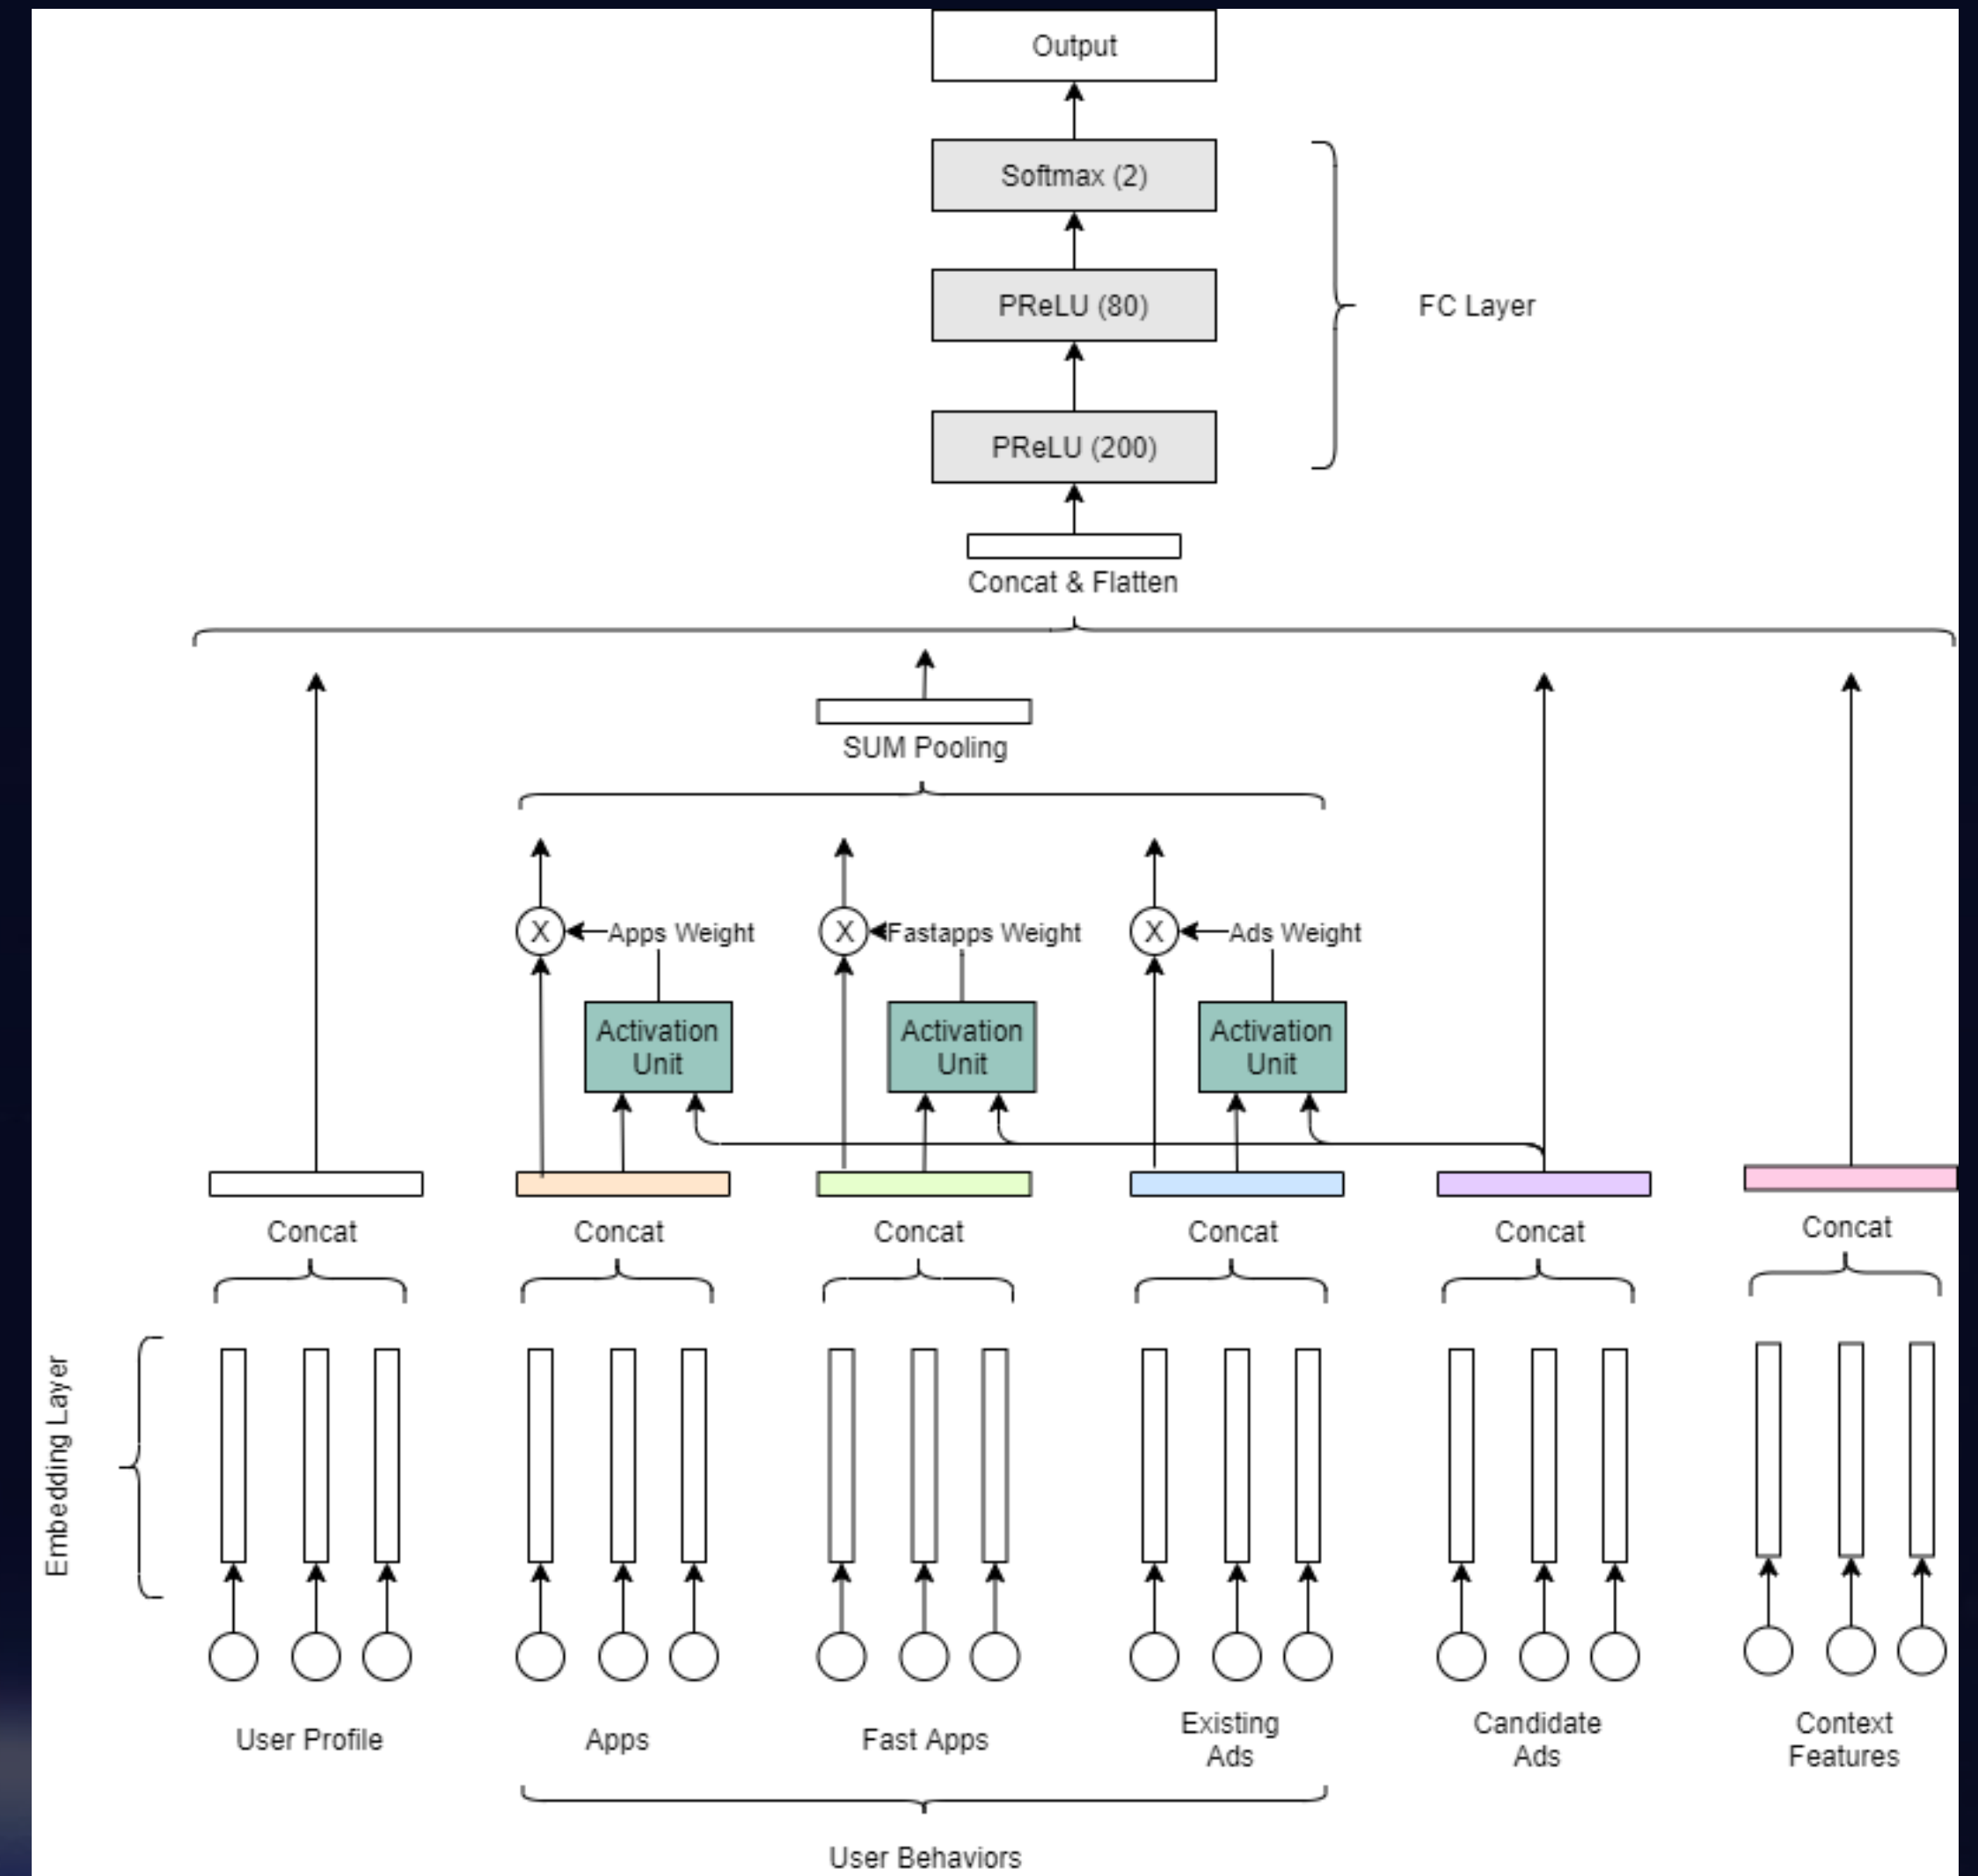 Output
Softmax (2)
PReLU (80)
FC Layer
PReLU (200)
Concat & Flatten
SUM Pooling
X
Apps Weight
X
Fastapps Weight
X
Ads Weight
Activation
Unit
Activation
Unit
Activation
Unit
Concat
Concat
Concat
Concat
Concat
Concat
Embedding Layer
User Profile
Apps
Fast Apps
Existing
Ads
Candidate
Ads
Context
Features
User Behaviors